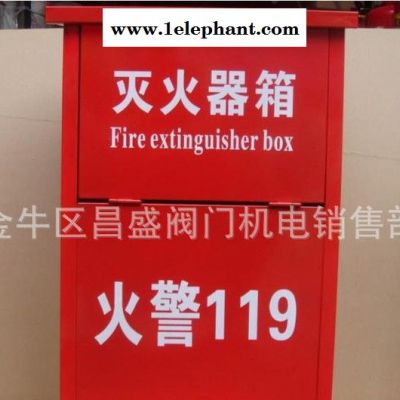 www.1elephant.com
灭火器箱
Fire extinguisher box
金牛区昌盛阀门机电销售部
火警119